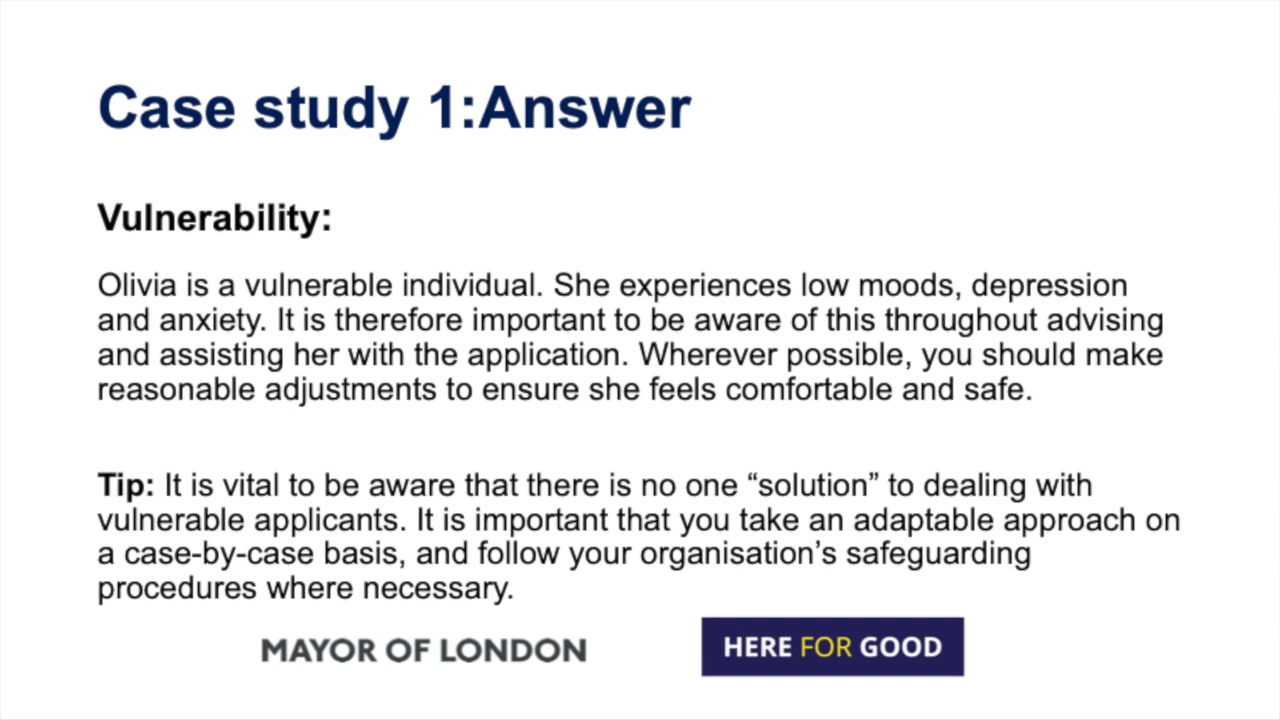 Case study 1:Answer
Vulnerability:
Olivia is a vulnerable individual. She experiences low moods, depression
and anxiety. It is therefore important to be aware of this throughout advising
and assisting her with the application. Wherever possible, you should make
reasonable adjustments to ensure she feels comfortable and safe.
Tip: It is vital to be aware that there is no one “solution” to dealing with
vulnerable applicants. It is important that you take an adaptable approach on
a case-by-case basis, and follow your organisation’s safeguarding
procedures where necessary.
MAYOR OF LONDON
HERE FOR GOOD